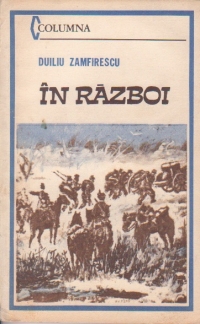 COLUMNA
DUILIU ZAMFIRESCU
ÎN RĂZBOI